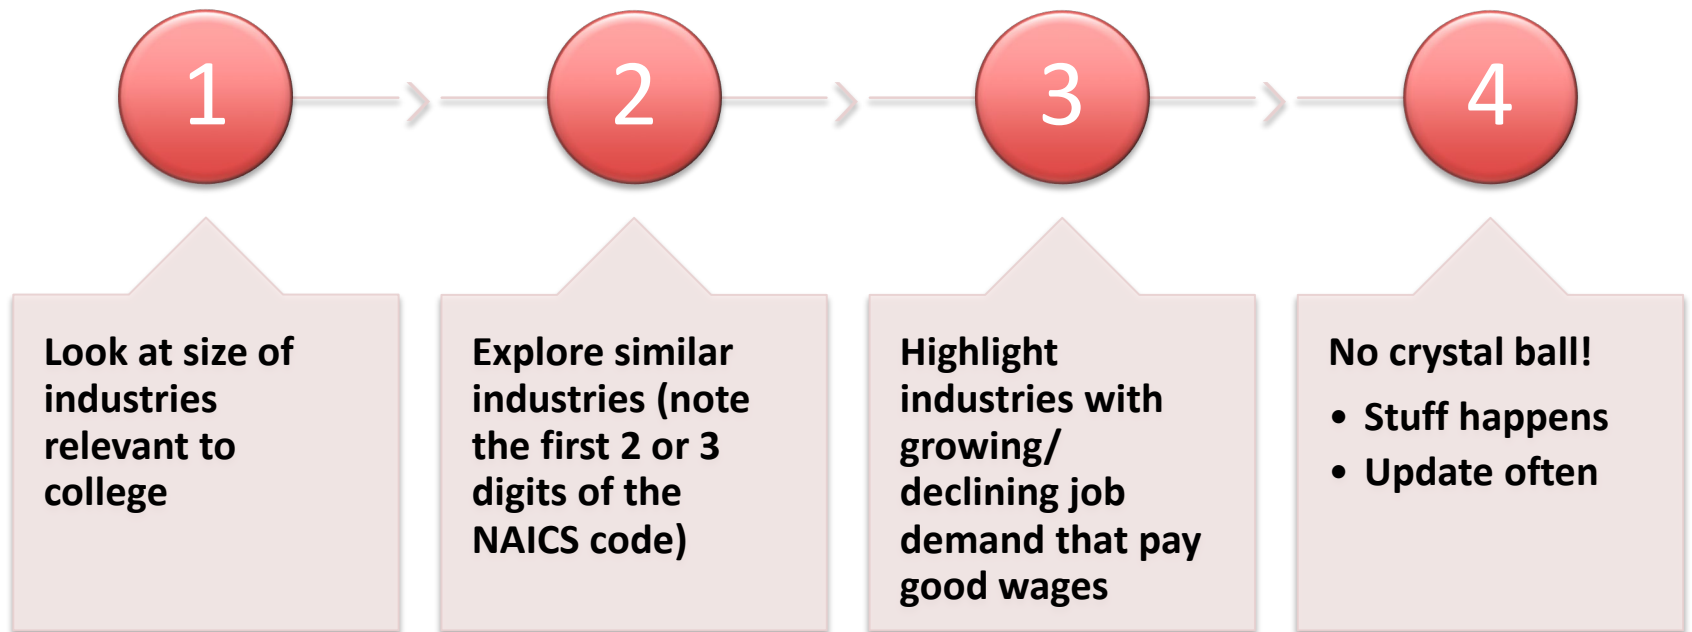 1
Look at size of
industries
relevant to
college
2
Explore similar
industries (note
the first 2 or 3
digits of the
NAICS code)
3
Highlight
industries with
growing/
declining job
demand that pay
good wages
4
No crystal ball!
• Stuff happens
• Update often